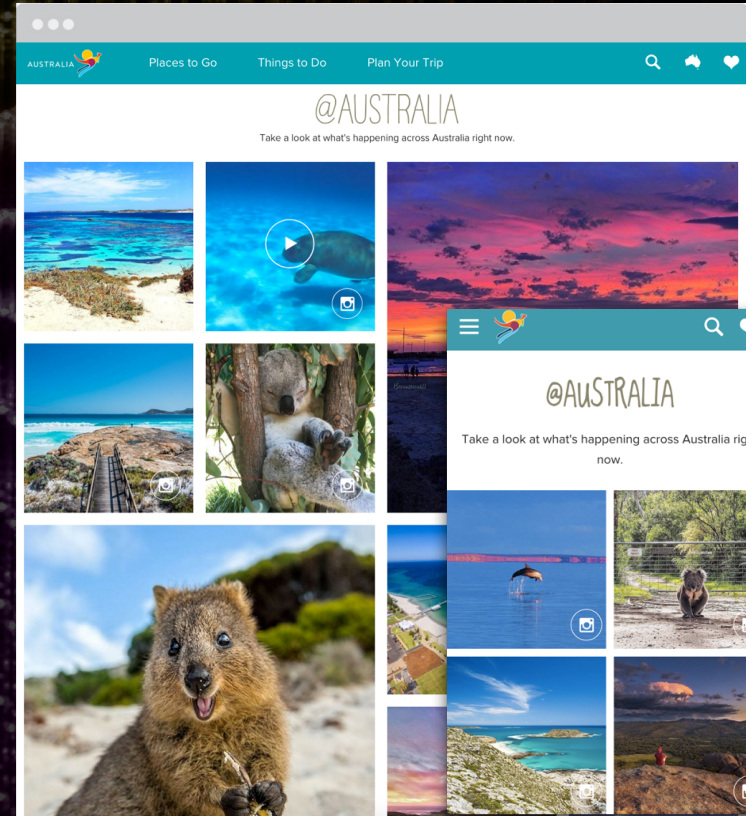 AUSTRALIA
Places to Go
Things to Do
Plan Your Trip
@AUSTRALIA
Take a look at what's happening across Australia right now.
@AUSTRALIA
Take a look at what's happening across Australia rig
now.